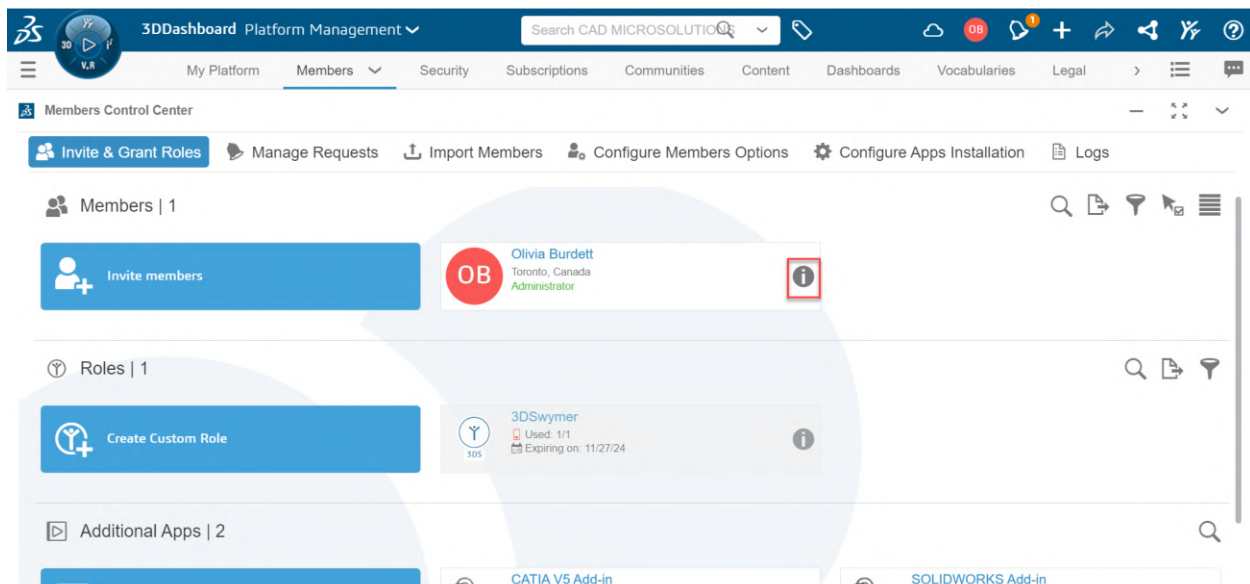 3DDashboard Platform Management
Search CAD MICROSOLUTIONS
OB
1
3D
V,R
My Platform Members Security Subscriptions Communities Content Dashboards Vocabularies Legal
Members Control Center
Invite & Grant Roles Manage Requests Import Members Configure Members Options Configure Apps Installation Logs
Members | 1
Invite members
OB
Olivia Burdett
Toronto, Canada
Administrator
Roles | 1
Create Custom Role
3DS
3DSwymer
Used: 1/1
Expiring on: 11/27/24
Additional Apps | 2
CATIA V5 Add-in
SOLIDWORKS Add-in